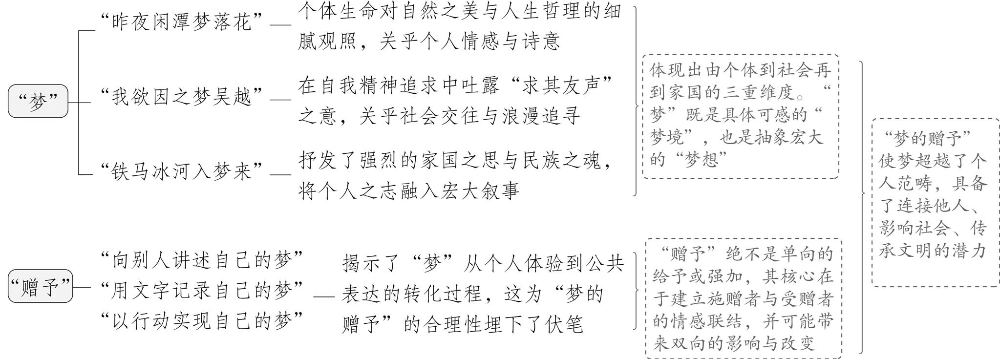 “梦”
“昨夜闲潭梦落花”
个体生命对自然之美与人生哲理的细
腻观照，关乎个人情感与诗意
“我欲因之梦吴越”
在自我精神追求中吐露“求其友声”
之意，关乎社会交往与浪漫追寻
“铁马冰河入梦来”
抒发了强烈的家国之思与民族之魂，
将个人之志融入宏大叙事
体现出由个体到社会再
到家国的三重维度。“
梦”既是具体可感的“
梦境”，也是抽象宏大
的“梦想”
“赠予”
“向别人讲述自己的梦”
“用文字记录自己的梦”
“以行动实现自己的梦”
揭示了“梦”从个人体验到公共
表达的转化过程，这为“梦的
赠予”的合理性埋下了伏笔
“赠予”绝不是单向的
给予或强加，其核心在
于建立施赠者与受赠者
的情感联结，并可能带
来双向的影响与改变
“梦的赠予”
使梦超越了个
人范畴，具备
了连接他人、
影响社会、传
承文明的潜力